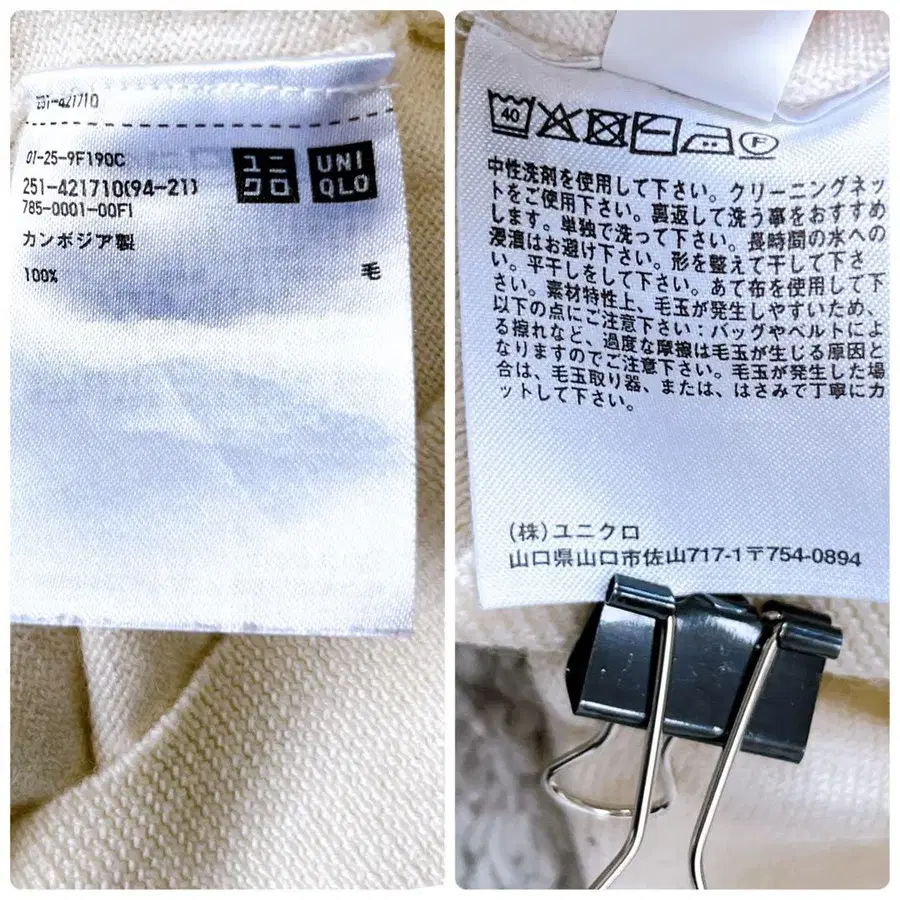 251-421710
01-25-9F190C
ユニクロ
UNIQLO
251-421710(94-21)
785-0001-00F1
カンボジア製
100% 毛
40
F
中性洗剤を使用して下さい。クリーニングネッ
トをご使用下さい。裏返して洗う事をおすすめ
します。単独で洗って下さい。長時間の水への
浸漬はお避け下さい。形を整えて干して下さ
い。平干しをして下さい。あて布を使用して下
さい。素材特性上、毛玉が発生しやすいため、
以下の点にご注意下さい：バッグやベルトによ
る擦れなど、過度な摩擦は毛玉が生じる原因と
なりますのでご注意下さい。毛玉が発生した場
合は、毛玉取り器、または、はさみで丁寧にカ
ットして下さい。
(株)ユニクロ
山口県山口市佐山717-1〒754-0894